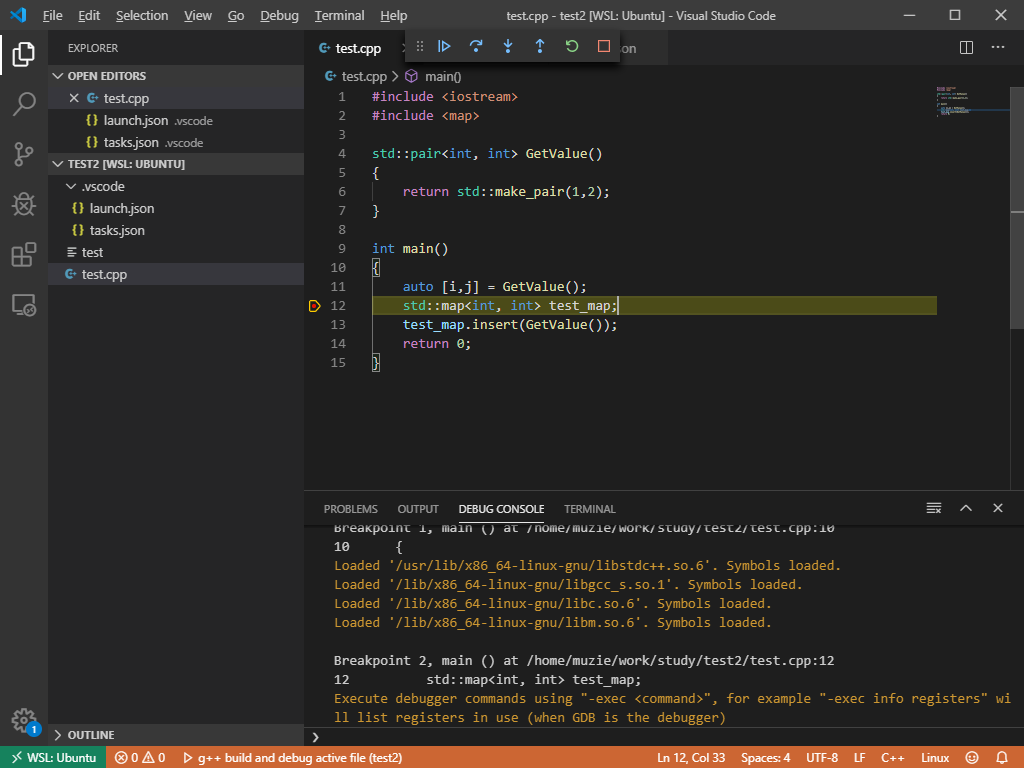 File Edit Selection View Go Debug Terminal Help test.cpp - test2 [WSL: Ubuntu] - Visual Studio Code
EXPLORER
OPEN EDITORS
test.cpp
launch.json .vscode
tasks.json .vscode
TEST2 [WSL: UBUNTU]
.vscode
launch.json
tasks.json
test
test.cpp
OUTLINE
1
test.cpp
test.cpp > main()
1 #include <iostream>
2 #include <map>
3
4 std::pair<int, int> GetValue()
5 {
6 return std::make_pair(1,2);
7 }
8
9 int main()
10 {
11 auto [i,j] = GetValue();
12 std::map<int, int> test_map;
13 test_map.insert(GetValue());
14 return 0;
15 }
PROBLEMS OUTPUT DEBUG CONSOLE TERMINAL
Breakpoint 1, main () at /home/muzie/work/study/test2/test.cpp:10
10 {
Loaded '/usr/lib/x86_64-linux-gnu/libstdc++.so.6'. Symbols loaded.
Loaded '/lib/x86_64-linux-gnu/libgcc_s.so.1'. Symbols loaded.
Loaded '/lib/x86_64-linux-gnu/libc.so.6'. Symbols loaded.
Loaded '/lib/x86_64-linux-gnu/libm.so.6'. Symbols loaded.
Breakpoint 2, main () at /home/muzie/work/study/test2/test.cpp:12
12 std::map<int, int> test_map;
Execute debugger commands using "-exec <command>", for example "-exec info registers" wi
ll list registers in use (when GDB is the debugger)
WSL: Ubuntu 0 0 g++ build and debug active file (test2) Ln 12, Col 33 Spaces: 4 UTF-8 LF C++ Linux